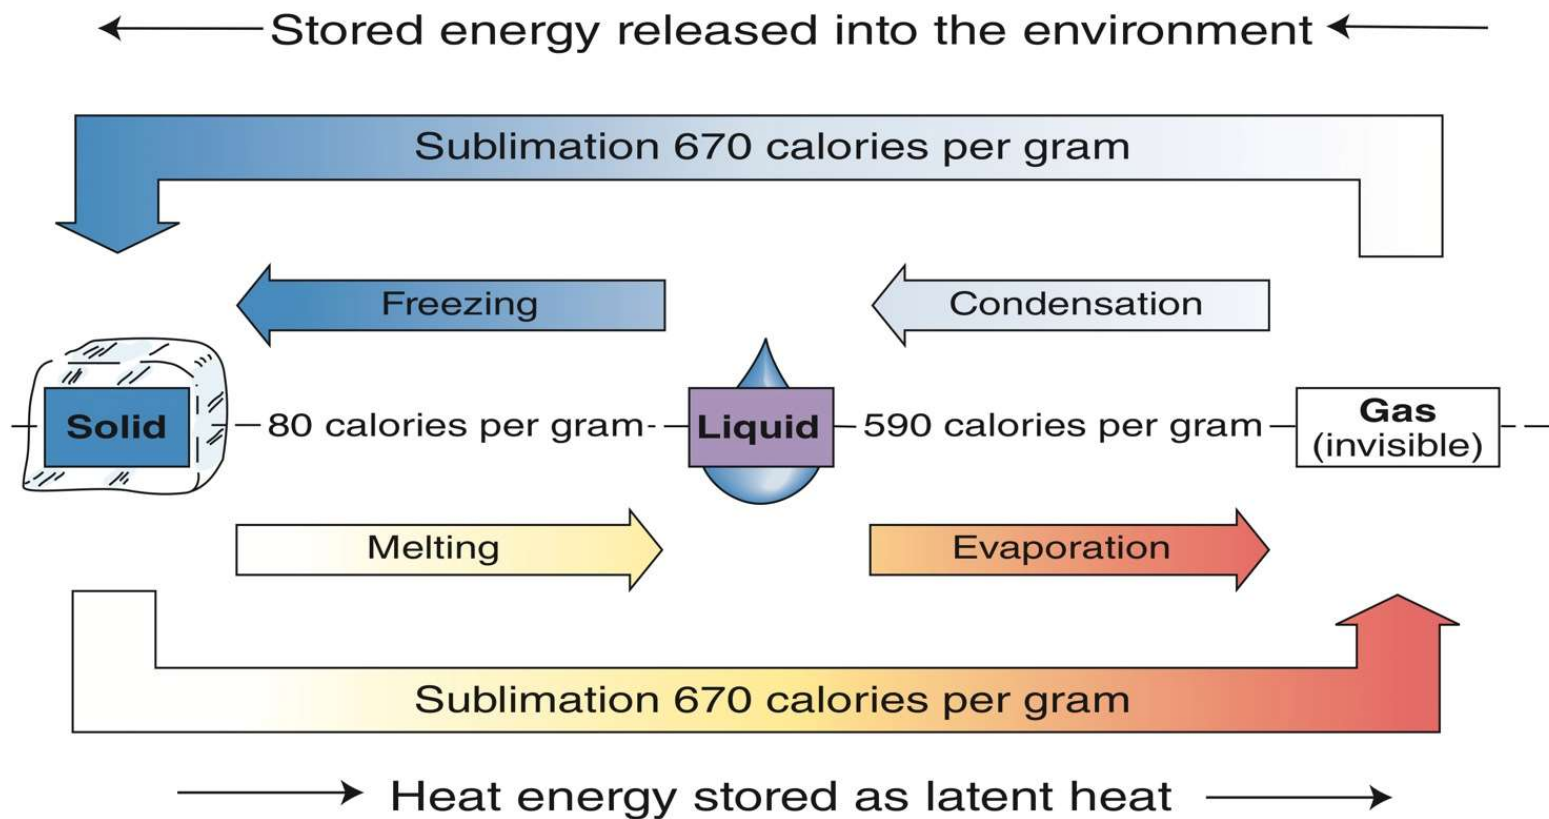 Stored energy released into the environment
Sublimation 670 calories per gram
Freezing
Condensation
Solid
80 calories per gram
Liquid
590 calories per gram
Gas
(invisible)
Melting
Evaporation
Sublimation 670 calories per gram
Heat energy stored as latent heat